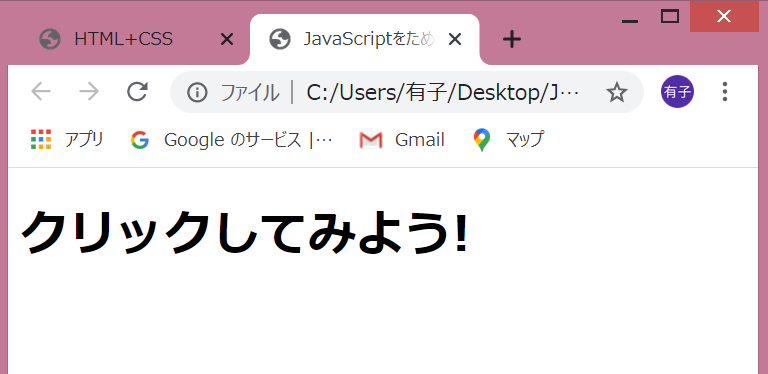 HTML+CSS
JavaScriptをため
ファイル | C:/Users/有子/Desktop/J…
有子
アプリ
Google のサービス |…
Gmail
マップ
クリックしてみよう!